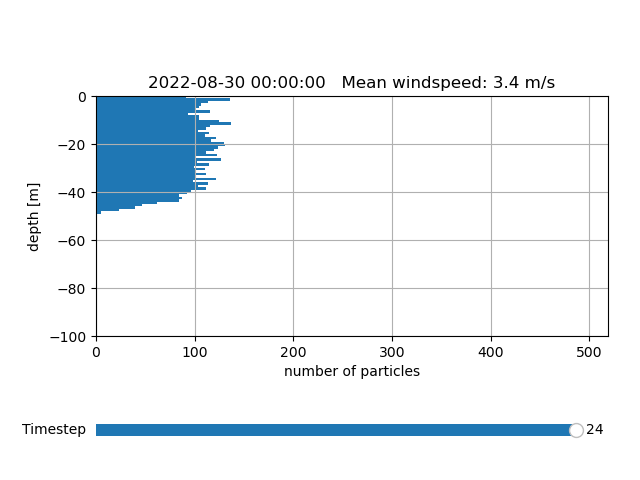 2022-08-30 00:00:00   Mean windspeed: 3.4 m/s
0
−20
−40
−60
−80
−100
depth [m]
0 100 200 300 400 500
number of particles
Timestep 24